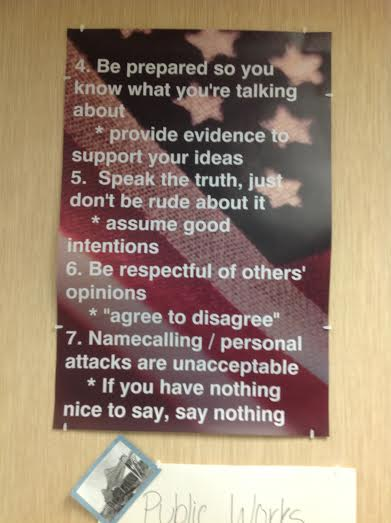 4. Be prepared so you
know what you're talking
about
* provide evidence to
support your ideas
5. Speak the truth, just
don't be rude about it
* assume good
intentions
6. Be respectful of others'
opinions
* "agree to disagree"
7. Namecalling / personal
attacks are unacceptable
* If you have nothing
nice to say, say nothing
Public Works